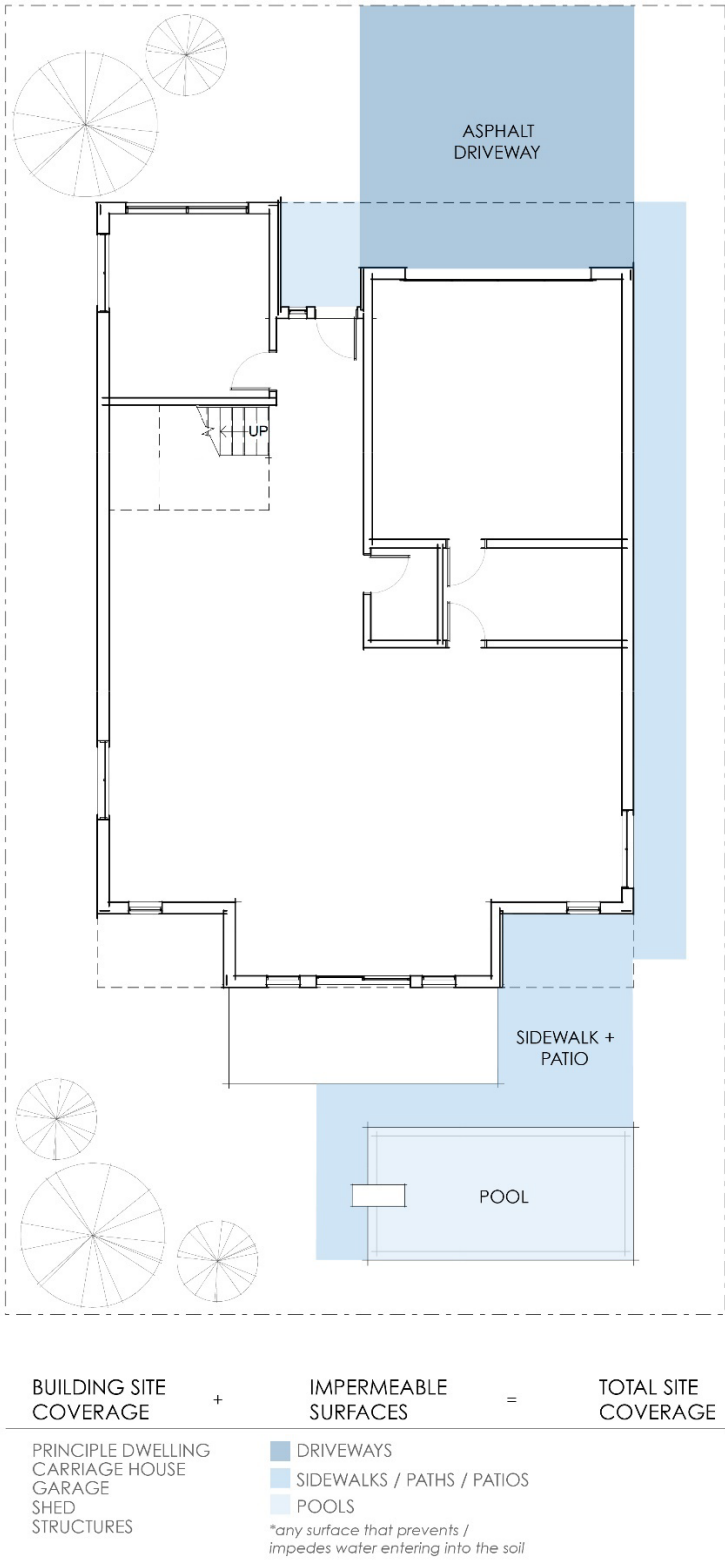 ASPHALT
DRIVEWAY
UP
SIDEWALK +
PATIO
POOL
BUILDING SITE
COVERAGE
+
IMPERMEABLE
SURFACES
=
TOTAL SITE
COVERAGE
PRINCIPLE DWELLING
CARRIAGE HOUSE
GARAGE
SHED
STRUCTURES
DRIVEWAYS
SIDEWALKS / PATHS / PATIOS
POOLS
*any surface that prevents /
impedes water entering into the soil